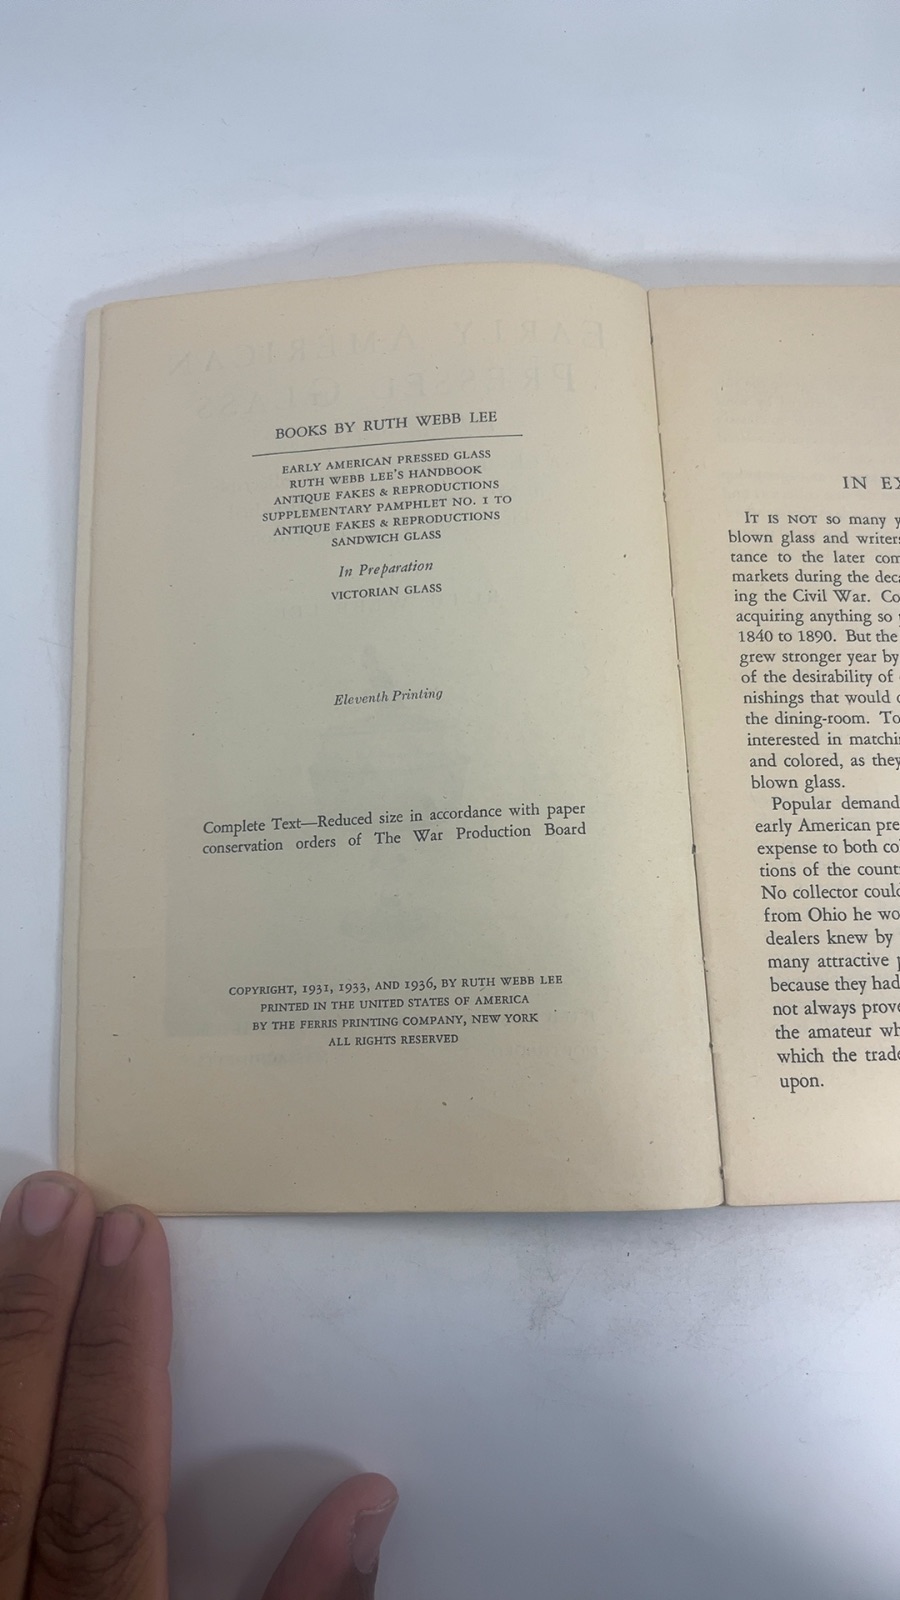 BOOKS BY RUTH WEBB LEE
EARLY AMERICAN PRESSED GLASS
RUTH WEBB LEE'S HANDBOOK
ANTIQUE FAKES & REPRODUCTIONS
SUPPLEMENTARY PAMPHLET NO. 1 TO
ANTIQUE FAKES & REPRODUCTIONS
SANDWICH GLASS
In Preparation
VICTORIAN GLASS
Eleventh Printing
Complete Text—Reduced size in accordance with paper
conservation orders of The War Production Board
COPYRIGHT, 1931, 1933, AND 1936, BY RUTH WEBB LEE
PRINTED IN THE UNITED STATES OF AMERICA
BY THE FERRIS PRINTING COMPANY, NEW YORK
ALL RIGHTS RESERVED
IN
IT IS NOT so many
blown glass and
tance to the later
markets during the
ing the Civil War.
acquiring anything so
1840 to 1890. But the
grew stronger year by
of the desirability of
nishings that would
the dining-room. To
interested in
and colored, as they
blown glass.
Popular demand
early American
expense to both
tions of the
No collector
from Ohio he
dealers knew by
many attractive
because they had
not always
the amateur
which the
upon.